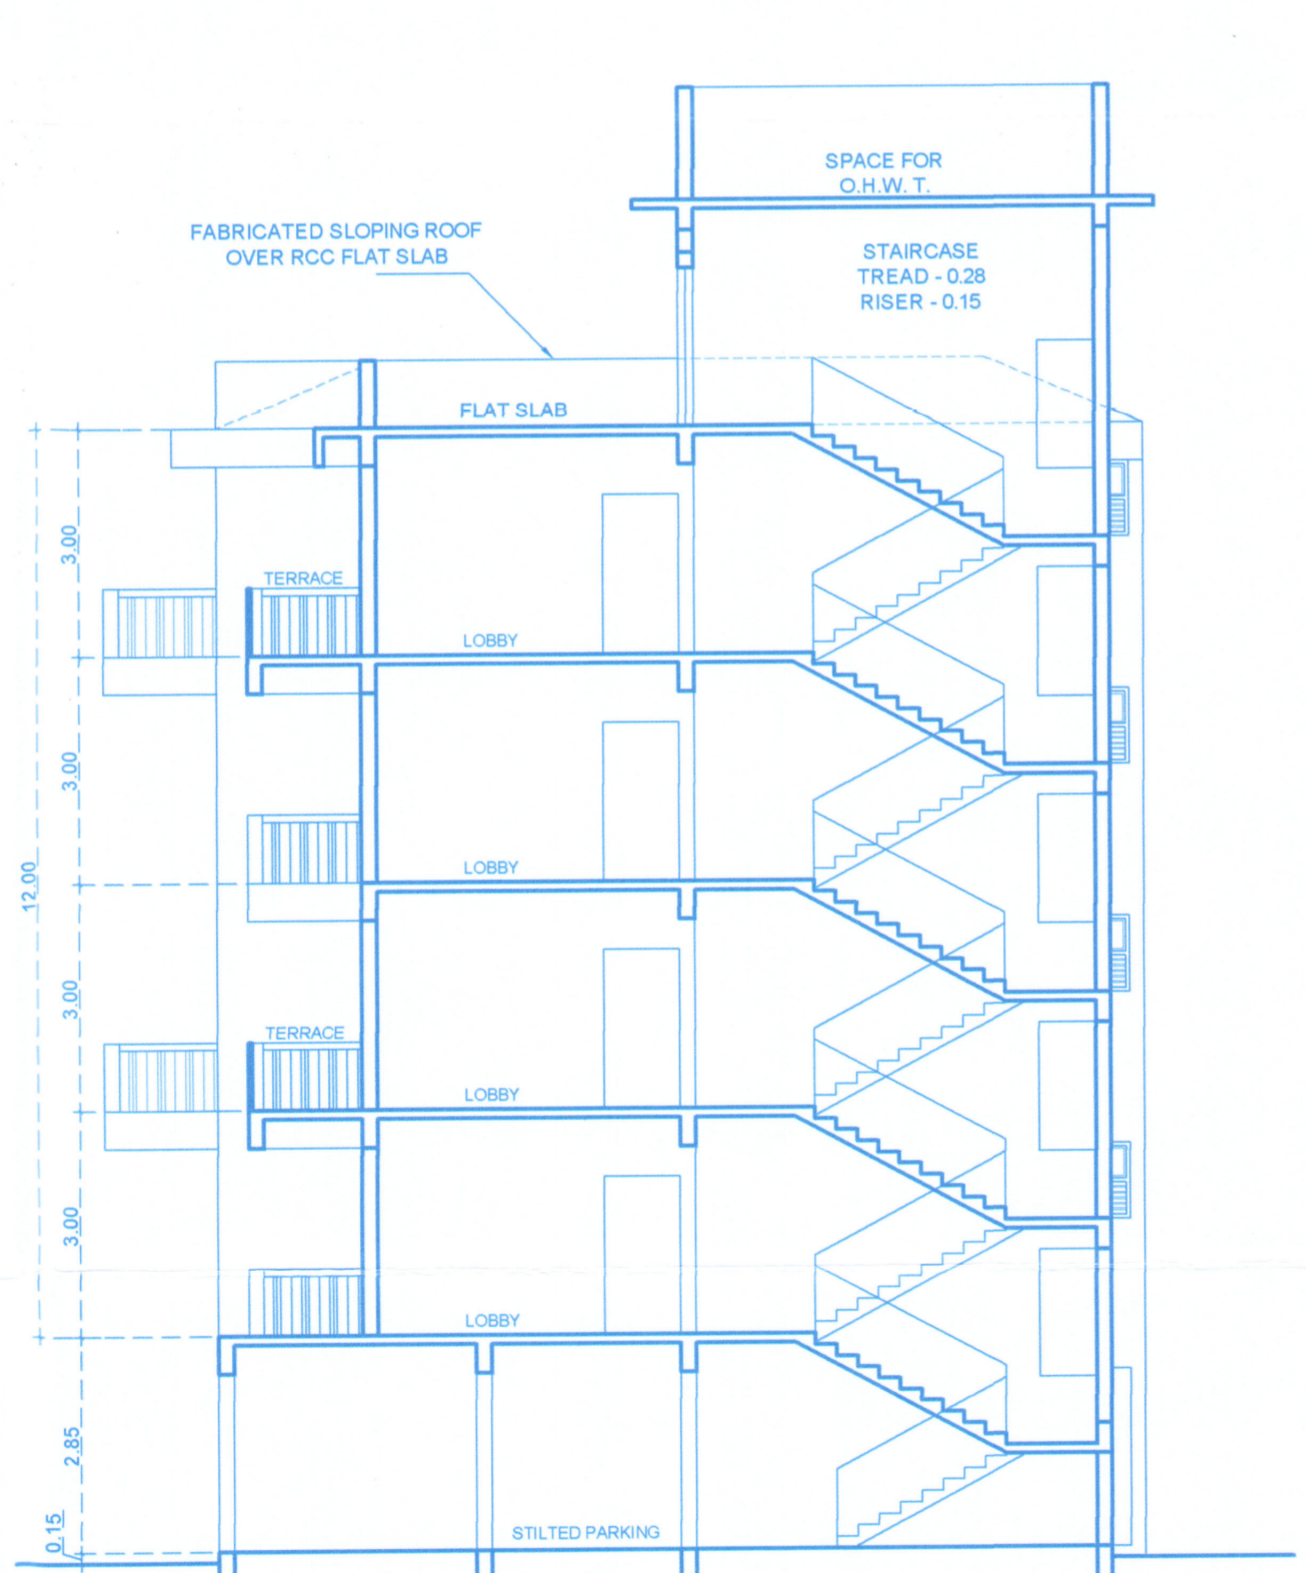 SPACE FOR
O.H.W. T.
FABRICATED SLOPING ROOF
OVER RCC FLAT SLAB
STAIRCASE
TREAD - 0.28
RISER - 0.15
FLAT SLAB
3.00
TERRACE
LOBBY
3.00
LOBBY
12.00
3.00
TERRACE
LOBBY
3.00
LOBBY
2.85
0.15
STILTED PARKING